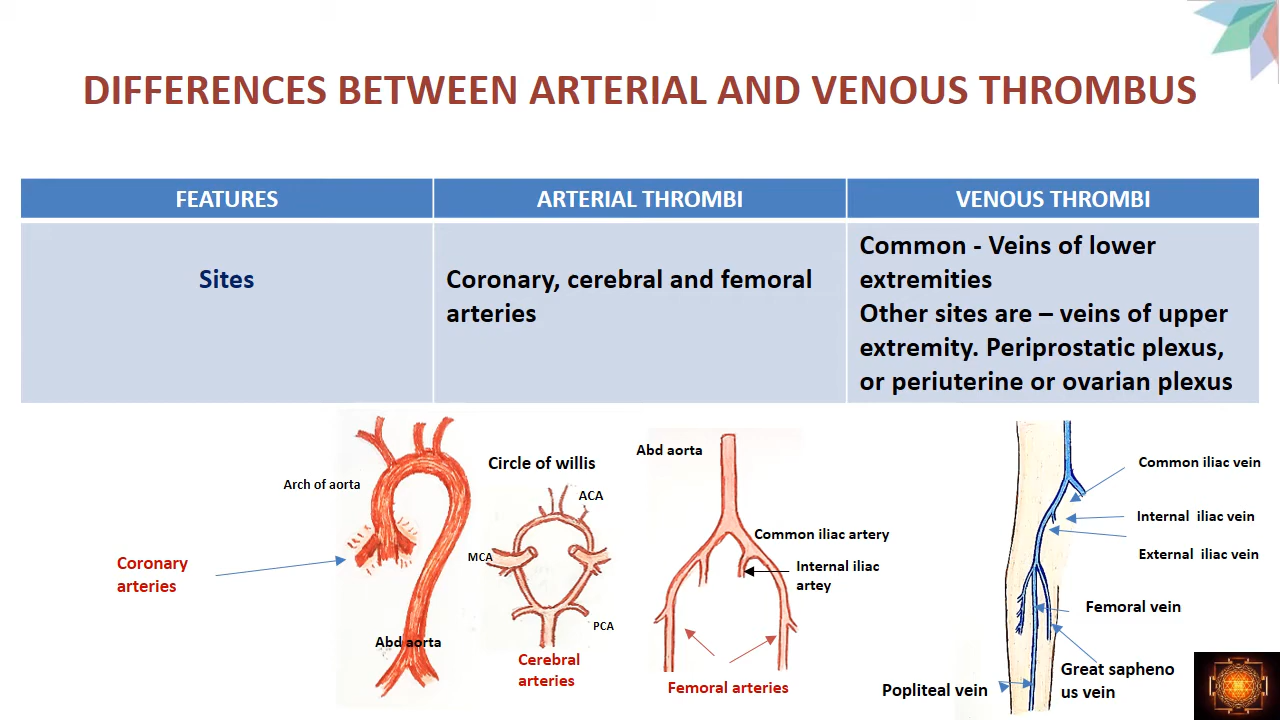 DIFFERENCES BETWEEN ARTERIAL AND VENOUS THROMBUS
FEATURES
ARTERIAL THROMBI
VENOUS THROMBI
Sites
Coronary, cerebral and femoral
arteries
Common - Veins of lower
extremities
Other sites are – veins of upper
extremity. Periprostatic plexus,
or periuterine or ovarian plexus
Arch of aorta
Coronary
arteries
Abd aorta
Circle of willis
ACA
MCA
PCA
Cerebral
arteries
Abd aorta
Common iliac artery
Internal iliac
artey
Femoral arteries
Common iliac vein
Internal iliac vein
External iliac vein
Femoral vein
Great sapheno
us vein
Popliteal vein